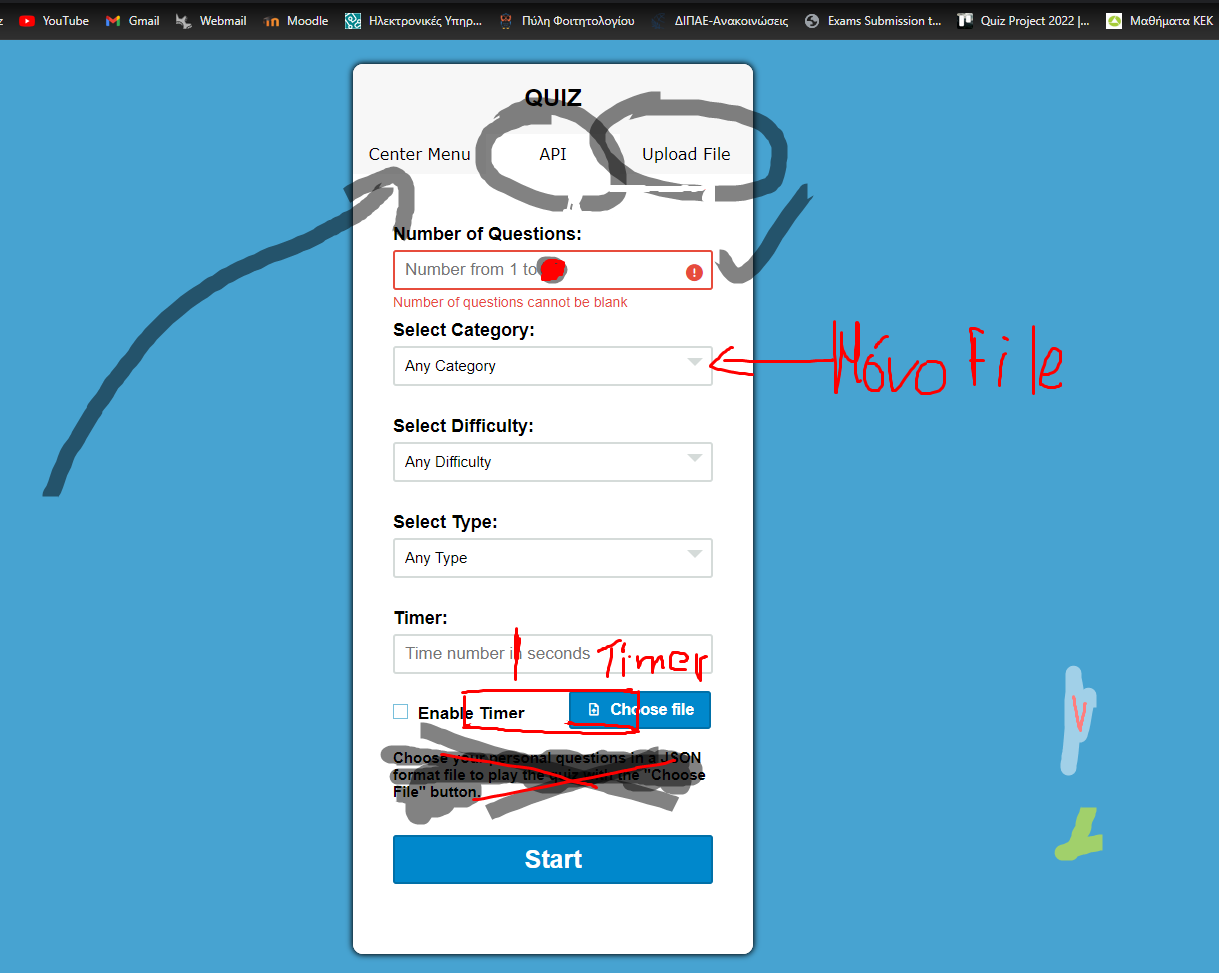 YouTube Gmail Webmail Moodle Ηλεκτρονικές Υπηρ... Πύλη Φοιτητολογίου ΔΙΠΑΕ-Ανακοινώσεις Exams Submission t... Quiz Project 2022 |... Μαθήματα ΚΕΚ
QUIZ
Center Menu API Upload File
Number of Questions:
Number from 1 to
Number of questions cannot be blank
Select Category:
Any Category
Μόνο File
Select Difficulty:
Any Difficulty
Select Type:
Any Type
Timer:
Time number in seconds Timer
Enable Timer Choose file
Choose your personal questions in a JSON
format file to play the quiz with the "Choose
File" button.
Start